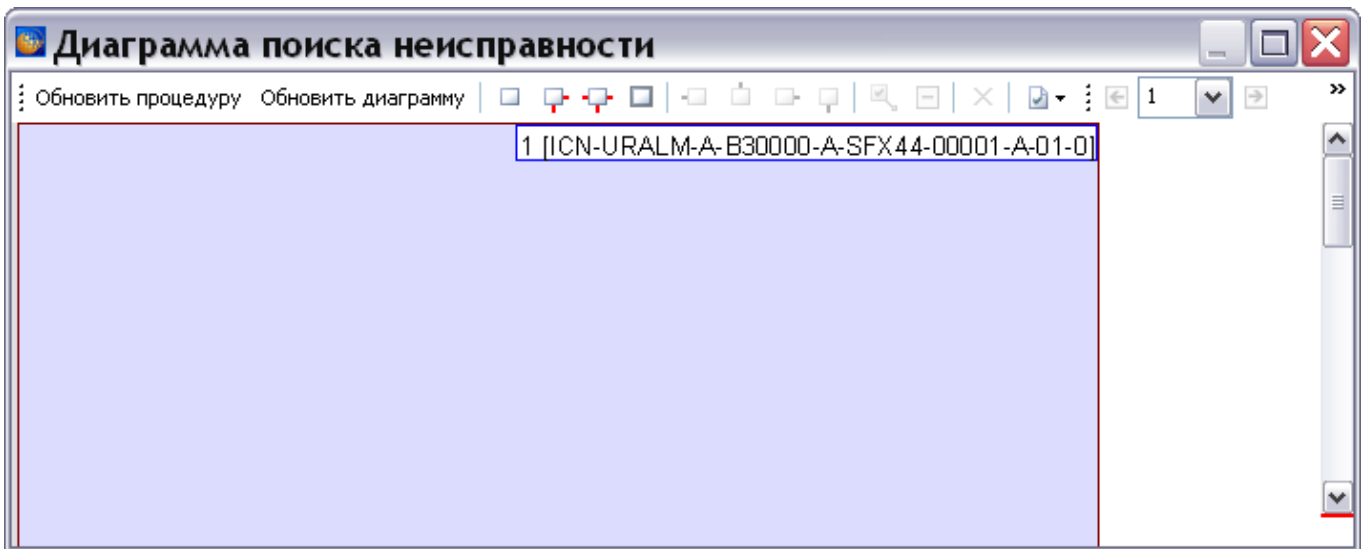 Диаграмма поиска неисправности
Обновить процедуру Обновить диаграмму 1 »
1 [ICN-URALM-A-B30000-A-SFX44-00001-A-01-0]